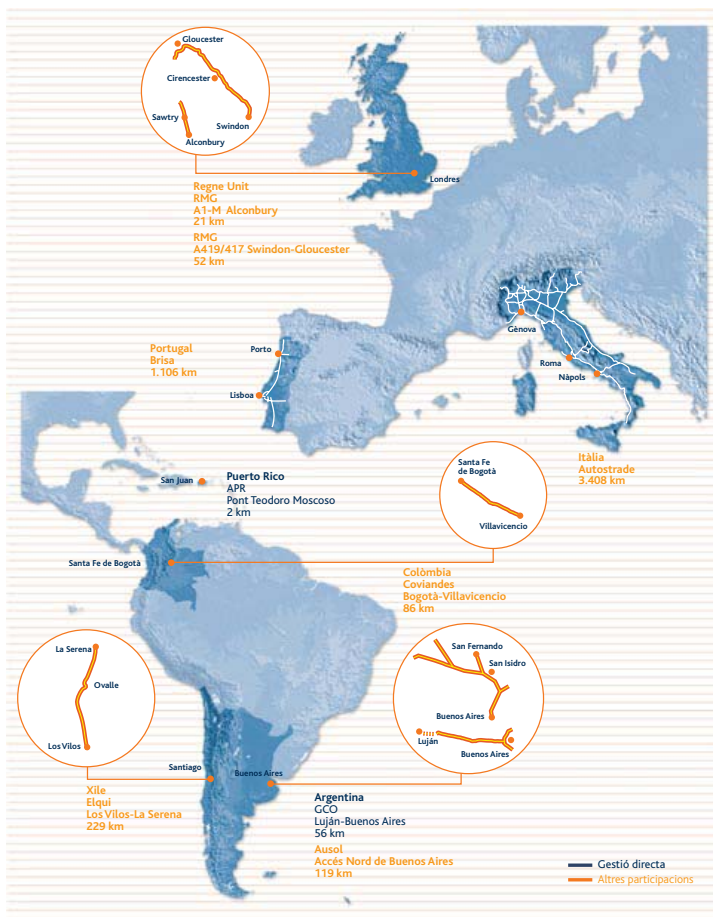 Gloucester
Cirencester
Sawtry
Swindon
Alconbury
Londres
Regne Unit
RMG
A1-M Alconbury
21 km
RMG
A419/417 Swindon-Gloucester
52 km
Gènova
Roma
Nàpols
Porto
Lisboa
Portugal
Brisa
1.106 km
Itàlia
Autostrade
3.408 km
San Juan
Puerto Rico
APR
Pont Teodoro Moscoso
2 km
Santa Fe
de Bogotà
Villavicencio
Santa Fe de Bogotà
Colòmbia
Coviandes
Bogotà-Villavicencio
86 km
La Serena
Ovalle
Los Vilos
San Fernando
San Isidro
Buenos Aires
Luján
Buenos Aires
Santiago
Buenos Aires
Xile
Elqui
Los Vilos-La Serena
229 km
Argentina
GCO
Luján-Buenos Aires
56 km
Ausol
Accés Nord de Buenos Aires
119 km
Gestió directa
Altres participacions